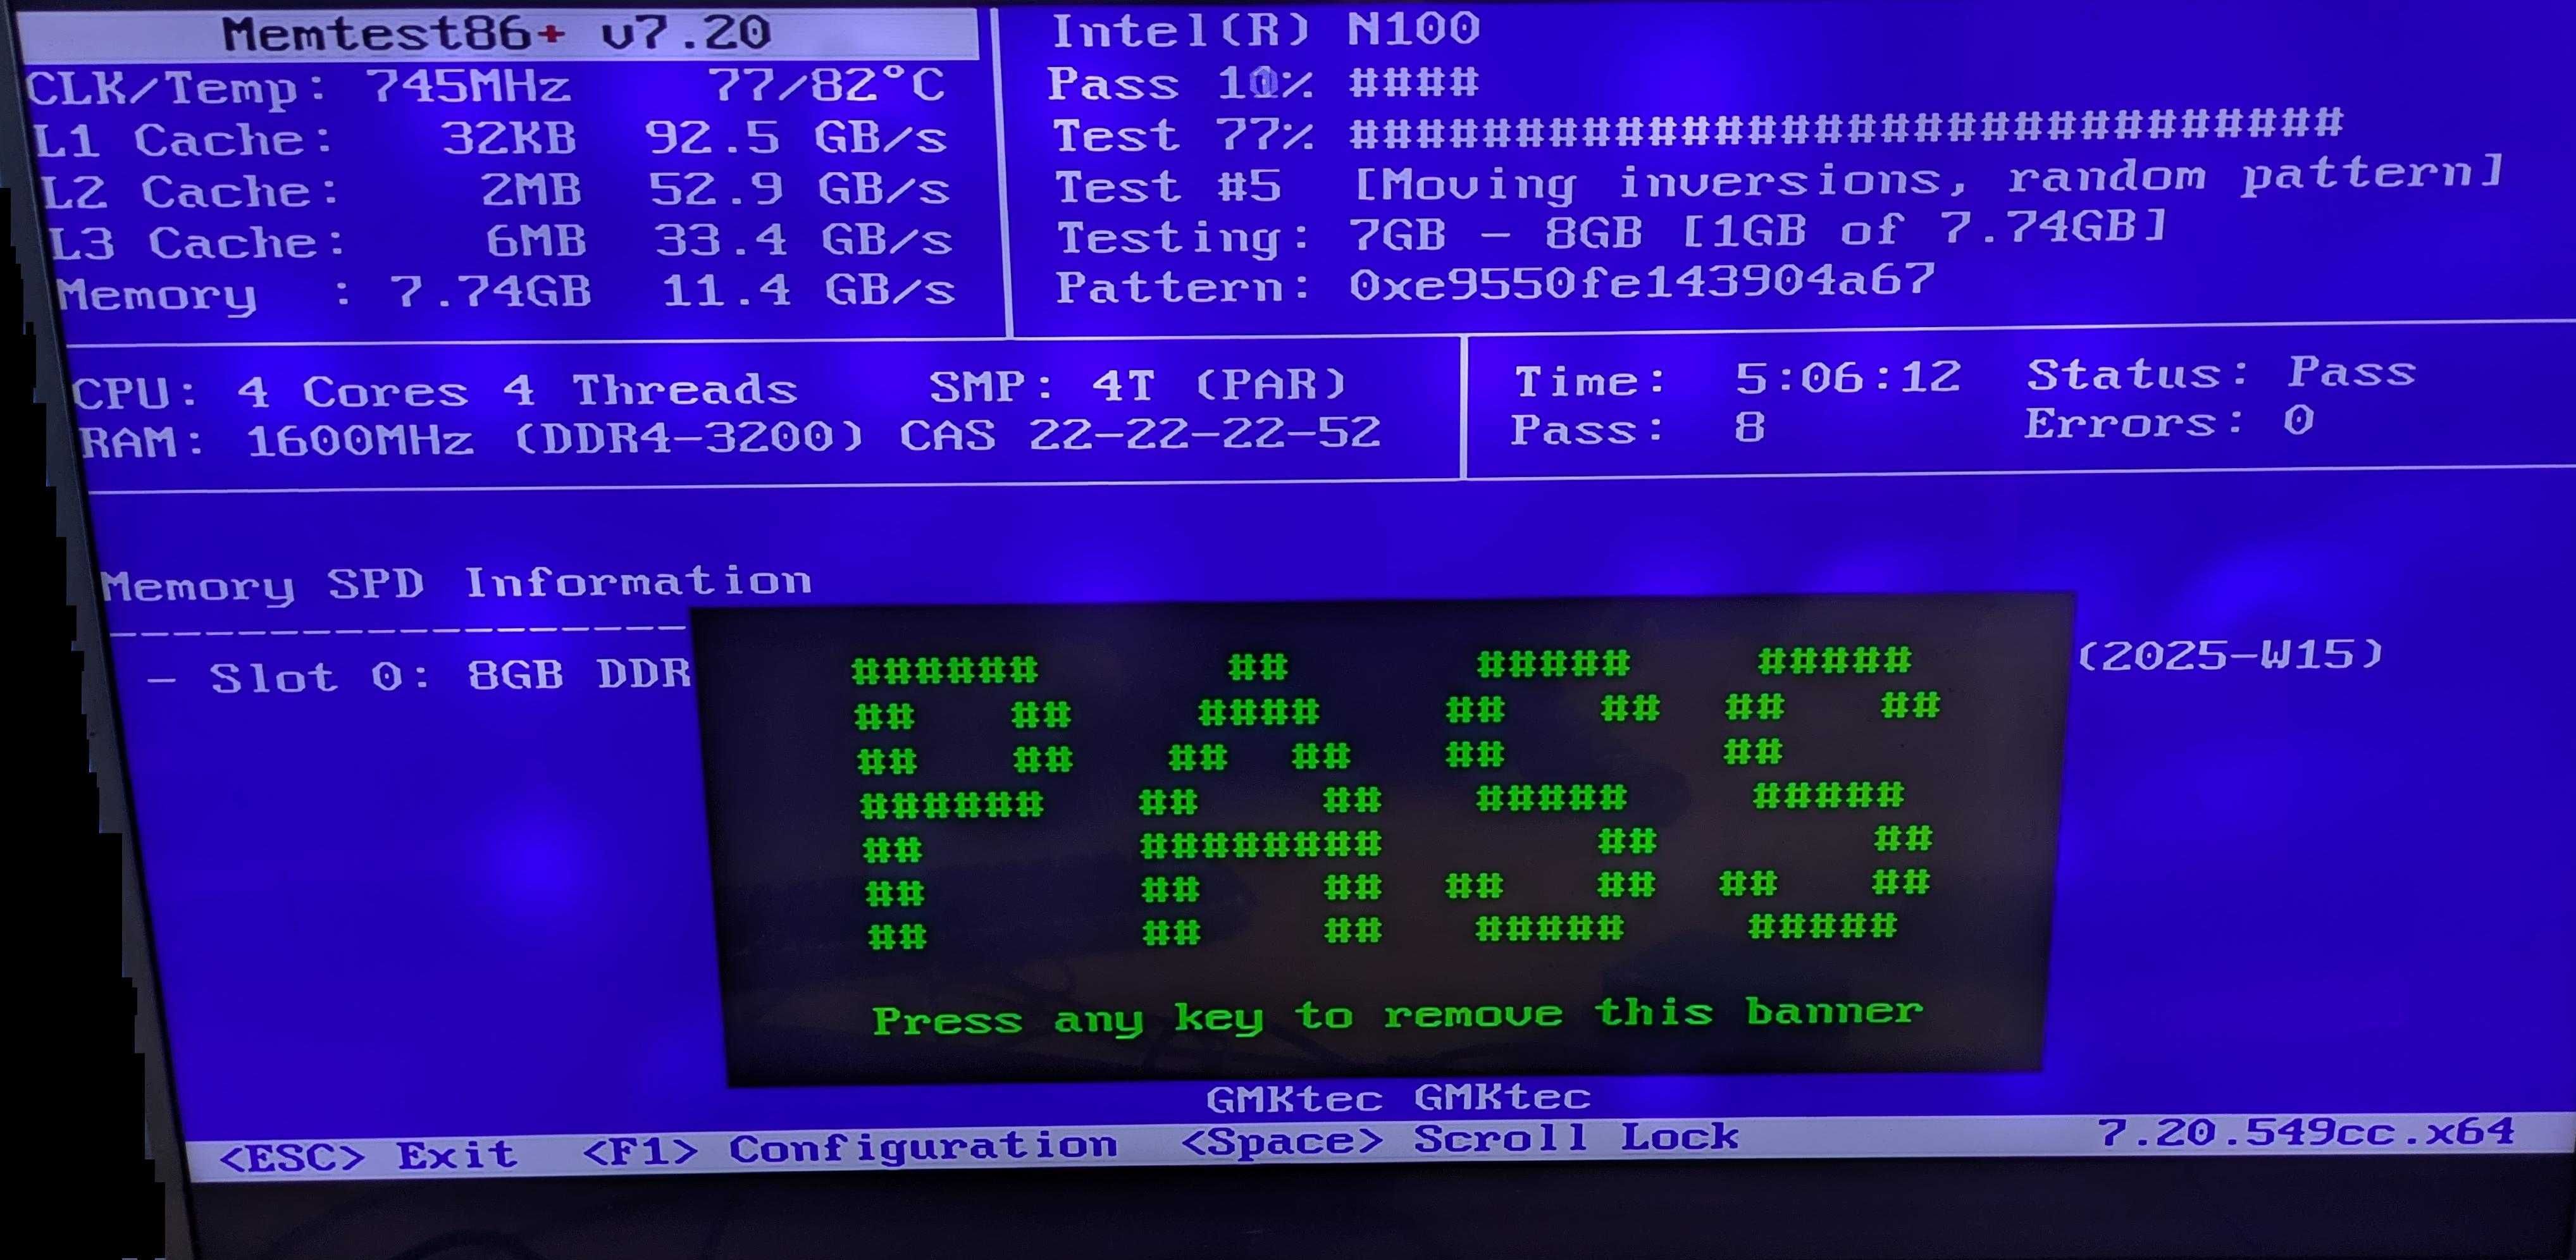 Memtest86+ v7.20
CLK/Temp: 745MHz 77/82°C
L1 Cache: 32KB 92.5 GB/s
L2 Cache: 2MB 52.9 GB/s
L3 Cache: 6MB 33.4 GB/s
Memory : 7.74GB 11.4 GB/s
Intel(R) N100
Pass ####
Test 77% ##############################
Test #5 [Moving inversions, random pattern]
Testing: 7GB - 8GB [1GB of 7.74GB]
Pattern: 0xe9550fe143904a67
CPU: 4 Cores 4 Threads SMP: 4T (PAR)
RAM: 1600MHz (DDR4-3200) CAS 22-22-22-52
Time: 5:06:12 Status: Pass
Pass: 8 Errors: 0
Memory SPD Information
--------------------
- Slot 0: 8GB DDR (2025-W15)
PASS
Press any key to remove this banner
GMKtec GMKtec
<ESC> Exit <F1> Configuration <Space> Scroll Lock 7.20.549cc.x64